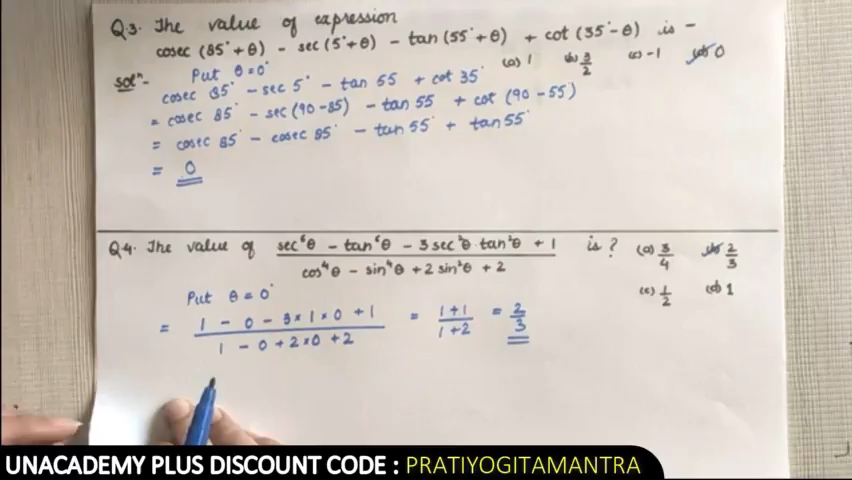 Q.3. The value of expression
cosec (85°+θ) - sec (5°+θ) - tan (55°+θ) + cot (35°-θ) is -
(a) 1 (b) 3/2 (c) -1 (d) 0
Solⁿ- Put θ=0°
cosec 85° - sec 5° - tan 55 + cot 35°
= cosec 85° - sec (90-85) - tan 55 + cot (90-55)
= cosec 85° - cosec 85° - tan 55° + tan 55°
= 0
Q.4. The value of (sec⁶θ - tan⁶θ - 3 sec²θ . tan²θ + 1)/(cos⁴θ - sin⁴θ + 2 sin²θ + 2) is ? (a) 3/4 (b) 2/3
(c) 1/2 (d) 1
Put θ = 0°
= (1 - 0 - 3×1×0 + 1)/(1 - 0 + 2×0 + 2) = (1+1)/(1+2) = 2/3
UNACADEMY PLUS DISCOUNT CODE : PRATIYOGITAMANTRA